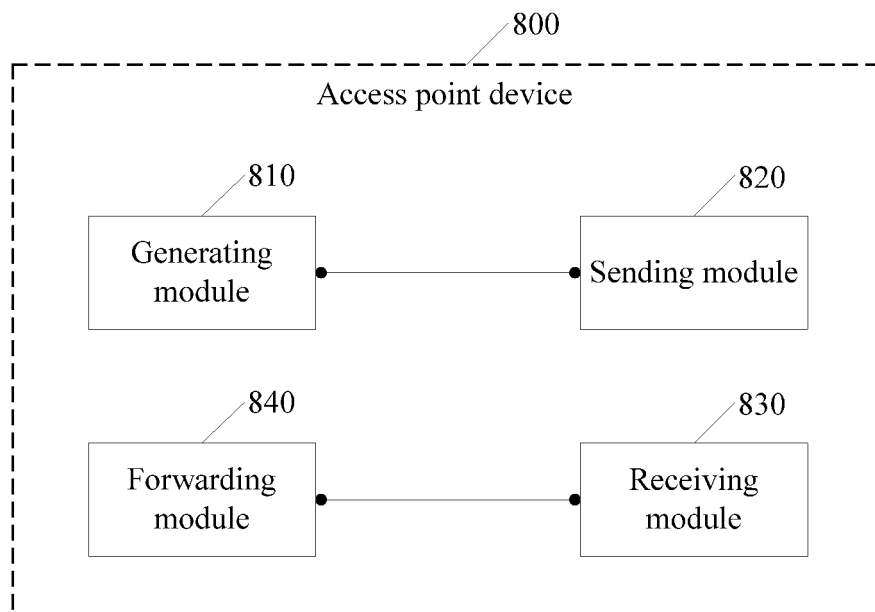 800
Access point device
810
820
Generating
module
Sending module
840
830
Forwarding
module
Receiving
module